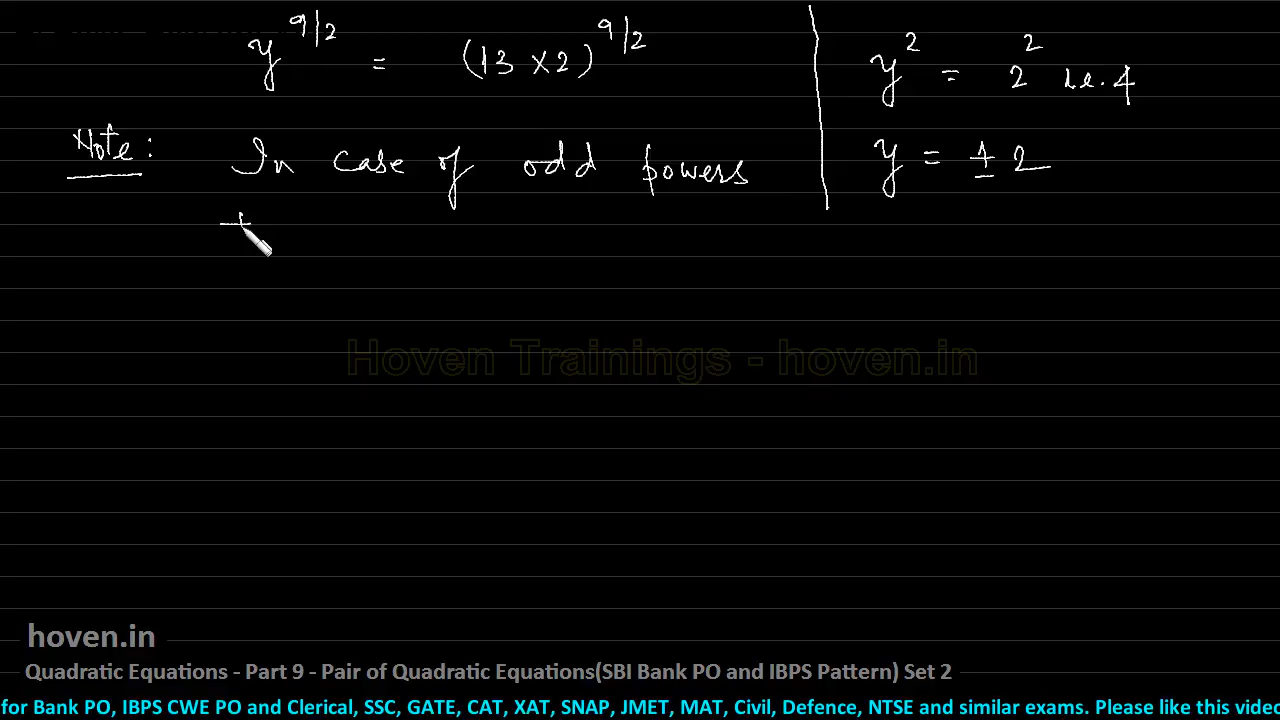 y^9/2 = (13 × 2)^9/2
Note: In case of odd powers
y^2 = 2^2 i.e. 4
y = ± 2
Hoven Trainings - hoven.in
hoven.in
Quadratic Equations - Part 9 - Pair of Quadratic Equations(SBI Bank PO and IBPS Pattern) Set 2
for Bank PO, IBPS CWE PO and Clerical, SSC, GATE, CAT, XAT, SNAP, JMET, MAT, Civil, Defence, NTSE and similar exams. Please like this vide